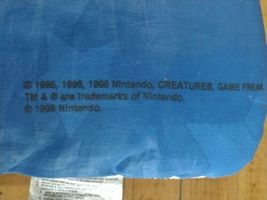 © 1995, 1996, 1998 Nintendo, CREATURES, GAME FREAK.
TM & ® are trademarks of Nintendo.
© 1999 Nintendo.